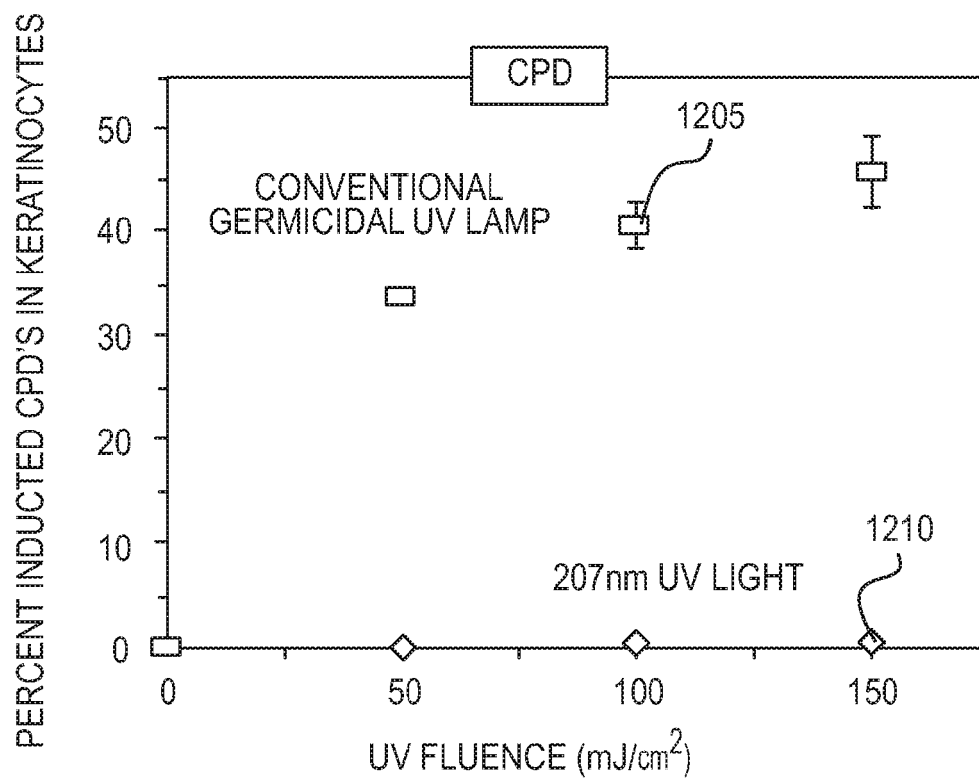 CPD
PERCENT INDUCTED CPD'S IN KERATINOCYTES
50
40
30
20
10
0
1205
CONVENTIONAL
GERMICIDAL UV LAMP
1210
207nm UV LIGHT
0 50 100 150
UV FLUENCE (mJ/cm²)